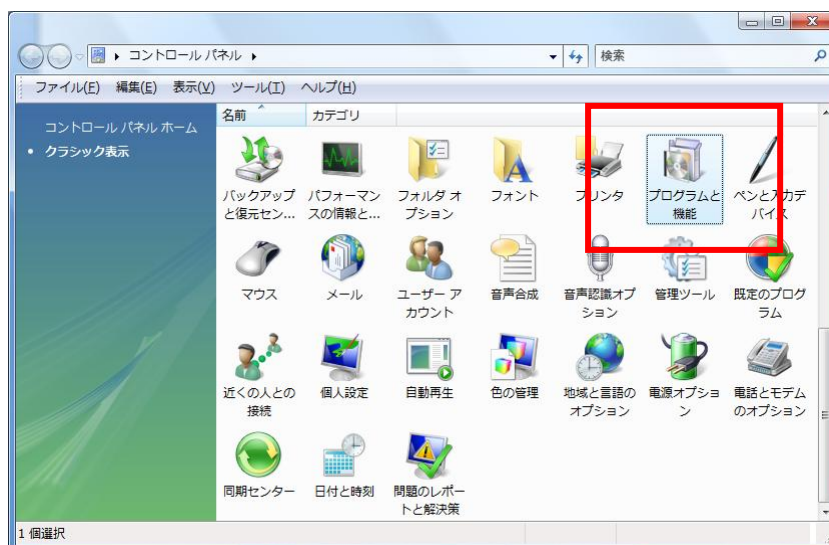 コントロール パネル
検索
ファイル(F) 編集(E) 表示(V) ツール(T) ヘルプ(H)
コントロール パネル ホーム
クラシック表示
名前 カテゴリ
バックアップ
と復元セン...
パフォーマン
スの情報と...
フォルダ オ
プション
フォント
プリンタ
プログラムと
機能
ペンと入力デ
バイス
マウス
メール
ユーザー ア
カウント
音声合成
音声認識オプ
ション
管理ツール
既定のプログ
ラム
近くの人との
接続
個人設定
自動再生
色の管理
地域と言語の
オプション
電源オプショ
ン
電話とモデム
のオプション
同期センター
日付と時刻
問題のレポー
トと解決策
1 個選択